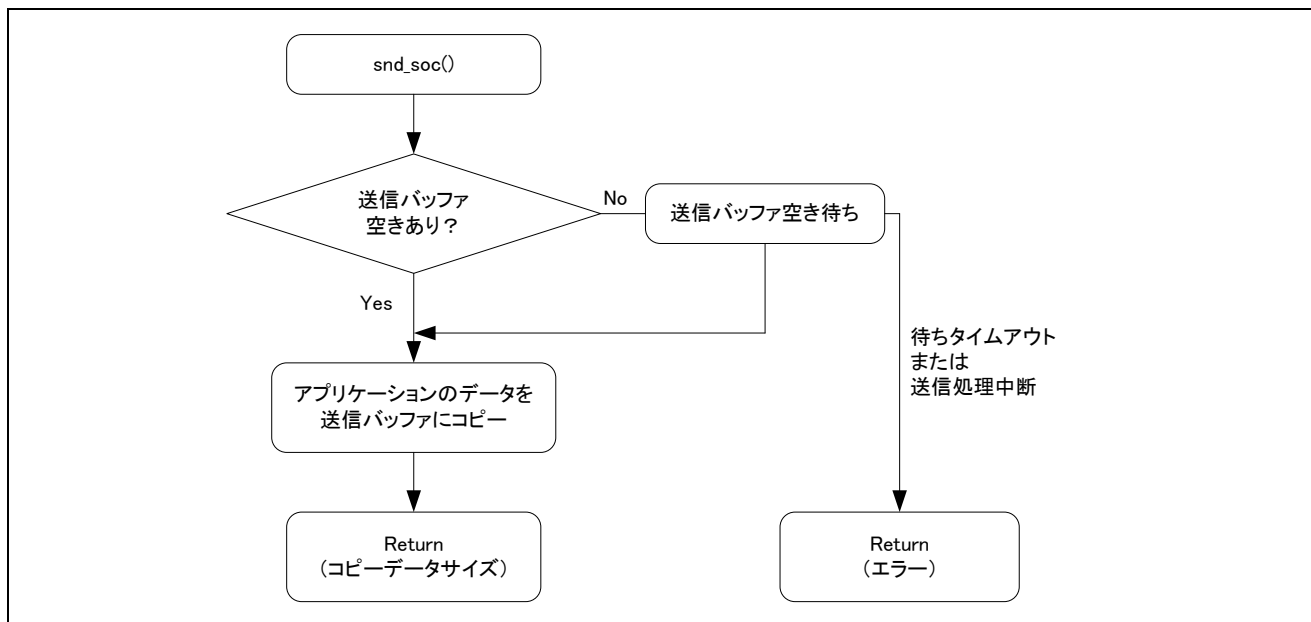 snd_soc()
送信バッファ
空きあり？
No
送信バッファ空き待ち
Yes
待ちタイムアウト
または
送信処理中断
アプリケーションのデータを
送信バッファにコピー
Return
（コピーデータサイズ）
Return
（エラー）